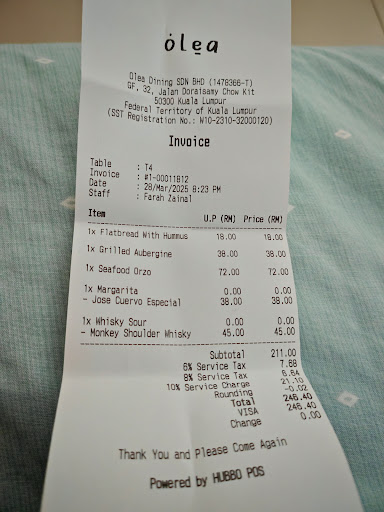 olea
Olea Dining SDN BHD (1478366-T)
GF, 32, Jalan Doraisamy Chow Kit
50300 Kuala Lumpur
Federal Territory of Kuala Lumpur
(SST Registration No.: W10-2310-32000120)
Invoice
Table : T4
Invoice : #1-00011812
Date : 28/Mar/2025 8:23 PM
Staff : Farah Zainal
Item U.P (RM) Price (RM)
1x Flatbread With Hummus 18.00 18.00
1x Grilled Aubergine 38.00 38.00
1x Seafood Orzo 72.00 72.00
1x Margarita 0.00 0.00
- Jose Cuervo Especial 38.00 38.00
1x Whisky Sour 0.00 0.00
- Monkey Shoulder Whisky 45.00 45.00
Subtotal 211.00
6% Service Tax 7.68
8% Service Tax 6.64
10% Service Charge 21.10
Rounding -0.02
Total 246.40
VISA 246.40
Change 0.00
Thank You and Please Come Again
Powered by HUBBO POS